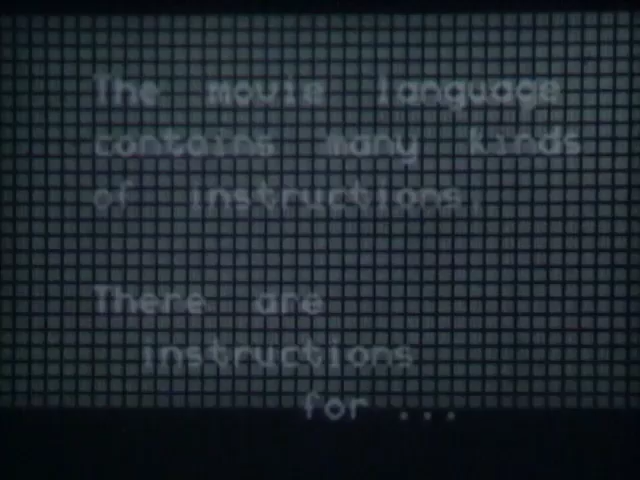 The movie language
contains many kinds
of instructions.
There are
instructions
for ...